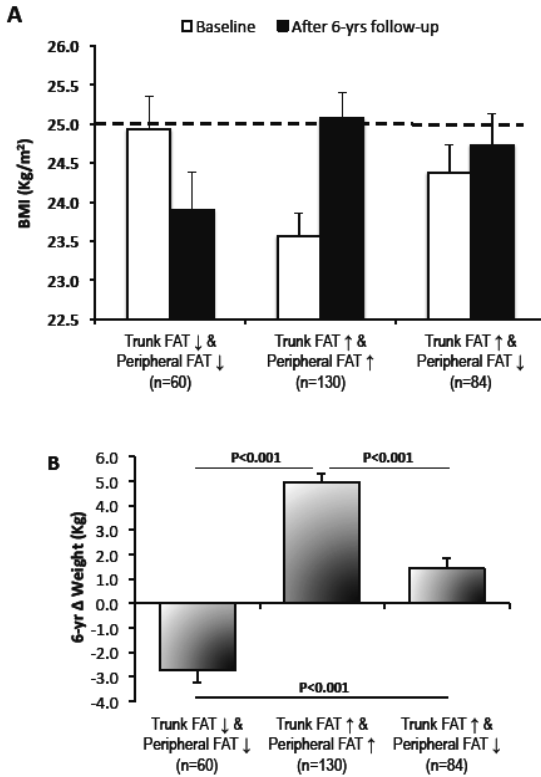 A
Baseline After 6-yrs follow-up
BMI (Kg/m²)
26.0
25.5
25.0
24.5
24.0
23.5
23.0
22.5
Trunk FAT ↓ & Trunk FAT ↑ & Trunk FAT ↑ &
Peripheral FAT ↓ Peripheral FAT ↑ Peripheral FAT ↓
(n=60) (n=130) (n=84)
B
6-yr Δ Weight (Kg)
6.0
5.0
4.0
3.0
2.0
1.0
0.0
-1.0
-2.0
-3.0
-4.0
P<0.001 P<0.001
P<0.001
Trunk FAT ↓ & Trunk FAT ↑ & Trunk FAT ↑ &
Peripheral FAT ↓ Peripheral FAT ↑ Peripheral FAT ↓
(n=60) (n=130) (n=84)